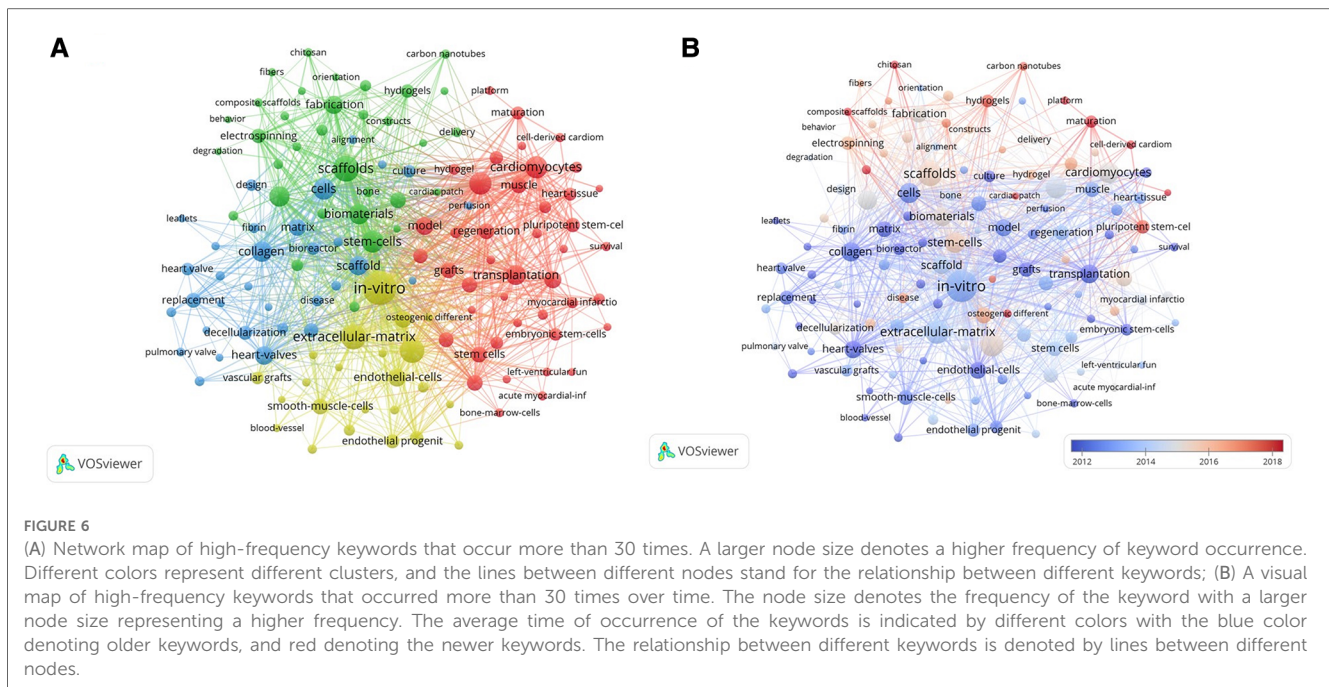 A
chitosan
carbon nanotubes
fibers
orientation
composite scaffolds
fabrication
hydrogels
platform
behavior
maturation
constructs
electrospinning
alignment
delivery
cell-derived cardiom
degradation
scaffolds
culture
hydrogel
cardiomyocytes
design
cells
bone
cardiac patch
muscle
heart-tissue
leaflets
biomaterials
perfusion
fibrin
matrix
model
pluripotent stem-cel
stem-cells
regeneration
collagen
bioreactor
survival
heart valve
scaffold
grafts
transplantation
in-vitro
replacement
disease
myocardial infarctio
osteogenic different
decellularization
extracellular-matrix
embryonic stem-cells
pulmonary valve
heart-valves
stem cells
vascular grafts
endothelial-cells
left-ventricular fun
acute myocardial-inf
smooth-muscle-cells
bone-marrow-cells
blood-vessel
endothelial progenit
VOSviewer
B
chitosan
carbon nanotubes
fibers
orientation
composite scaffolds
fabrication
hydrogels
platform
behavior
maturation
constructs
electrospinning
alignment
delivery
cell-derived cardiom
degradation
scaffolds
culture
hydrogel
cardiomyocytes
design
cells
bone
cardiac patch
muscle
heart-tissue
leaflets
biomaterials
perfusion
fibrin
matrix
model
pluripotent stem-cel
stem-cells
regeneration
collagen
bioreactor
survival
heart valve
scaffold
grafts
transplantation
in-vitro
replacement
disease
myocardial infarctio
osteogenic different
decellularization
extracellular-matrix
embryonic stem-cells
pulmonary valve
heart-valves
stem cells
vascular grafts
endothelial-cells
left-ventricular fun
acute myocardial-inf
smooth-muscle-cells
bone-marrow-cells
blood-vessel
endothelial progenit
VOSviewer
2012 2014 2016 2018
FIGURE 6
(A) Network map of high-frequency keywords that occur more than 30 times. A larger node size denotes a higher frequency of keyword occurrence.
Different colors represent different clusters, and the lines between different nodes stand for the relationship between different keywords; (B) A visual
map of high-frequency keywords that occurred more than 30 times over time. The node size denotes the frequency of the keyword with a larger
node size representing a higher frequency. The average time of occurrence of the keywords is indicated by different colors with the blue color
denoting older keywords, and red denoting the newer keywords. The relationship between different keywords is denoted by lines between different
nodes.